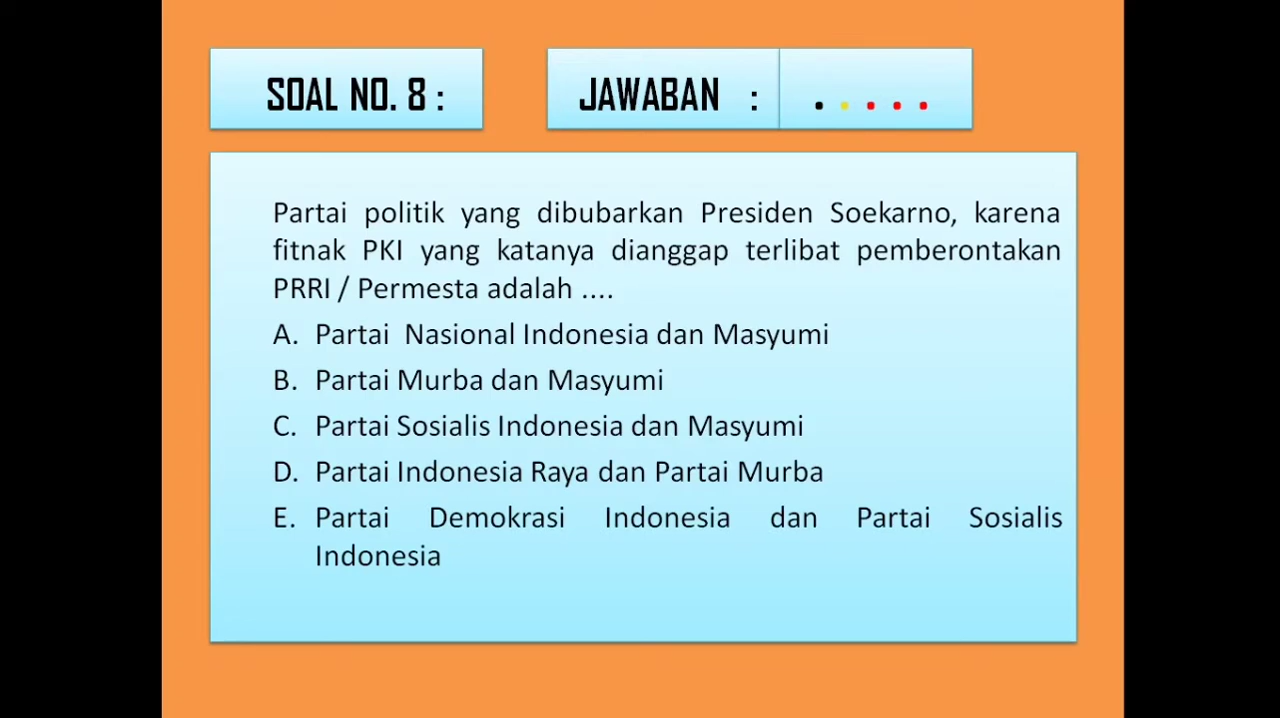 SOAL NO. 8 :
JAWABAN : . . . . .
Partai politik yang dibubarkan Presiden Soekarno, karena
fitnak PKI yang katanya dianggap terlibat pemberontakan
PRRI / Permesta adalah ....
A. Partai Nasional Indonesia dan Masyumi
B. Partai Murba dan Masyumi
C. Partai Sosialis Indonesia dan Masyumi
D. Partai Indonesia Raya dan Partai Murba
E. Partai Demokrasi Indonesia dan Partai Sosialis
Indonesia